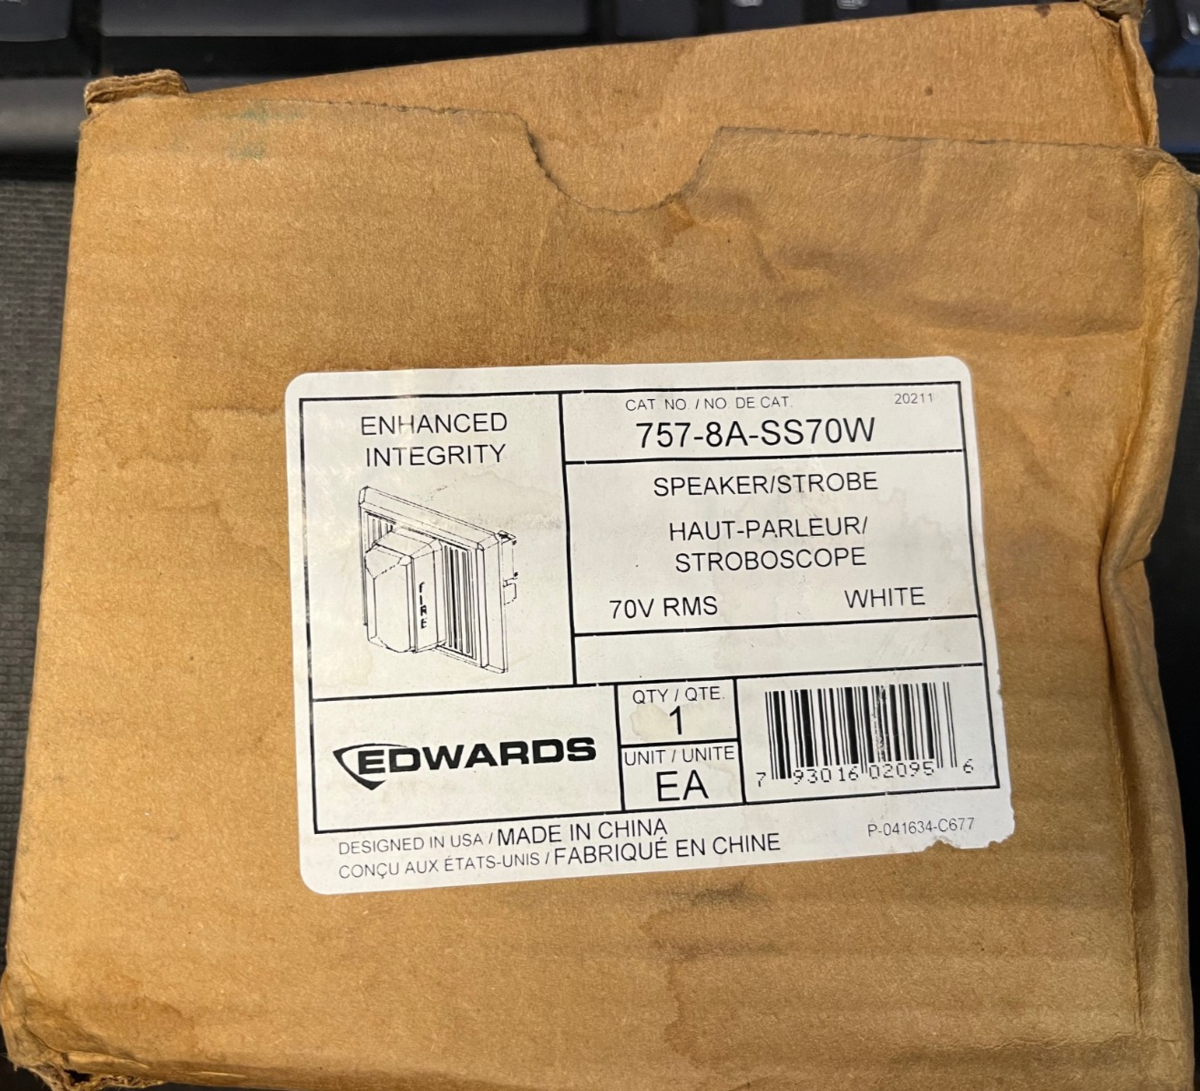 ENHANCED
INTEGRITY
FIRE
CAT. NO. / NO. DE CAT.
20211
757-8A-SS70W
SPEAKER/STROBE
HAUT-PARLEUR/
STROBOSCOPE
70V RMS WHITE
EDWARDS
QTY / QTE.
1
UNIT / UNITE
EA
7 93016 02095 6
DESIGNED IN USA / MADE IN CHINA
CONÇU AUX ÉTATS-UNIS / FABRIQUÉ EN CHINE
P-041634-C677